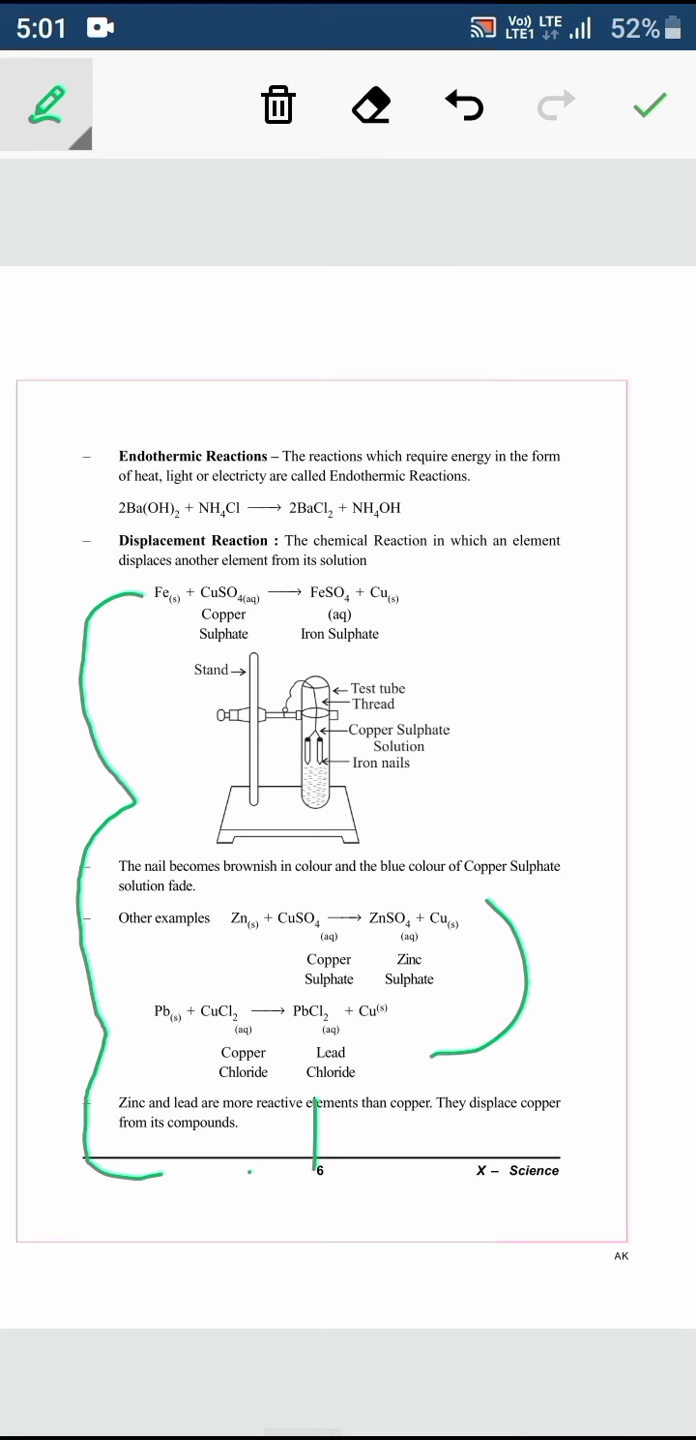 5:01 Vo)) LTE LTE1 52%
– Endothermic Reactions – The reactions which require energy in the form
of heat, light or electricty are called Endothermic Reactions.
2Ba(OH)₂ + NH₄Cl ⟶ 2BaCl₂ + NH₄OH
– Displacement Reaction : The chemical Reaction in which an element
displaces another element from its solution
Fe(s) + CuSO4(aq) ⟶ FeSO₄ + Cu(s)
Copper (aq)
Sulphate Iron Sulphate
Stand
Test tube
Thread
Copper Sulphate
Solution
Iron nails
– The nail becomes brownish in colour and the blue colour of Copper Sulphate
solution fade.
– Other examples Zn(s) + CuSO₄ ⟶ ZnSO₄ + Cu(s)
(aq) (aq)
Copper Zinc
Sulphate Sulphate
Pb(s) + CuCl₂ ⟶ PbCl₂ + Cu(s)
(aq) (aq)
Copper Lead
Chloride Chloride
– Zinc and lead are more reactive elements than copper. They displace copper
from its compounds.
6 X – Science
AK